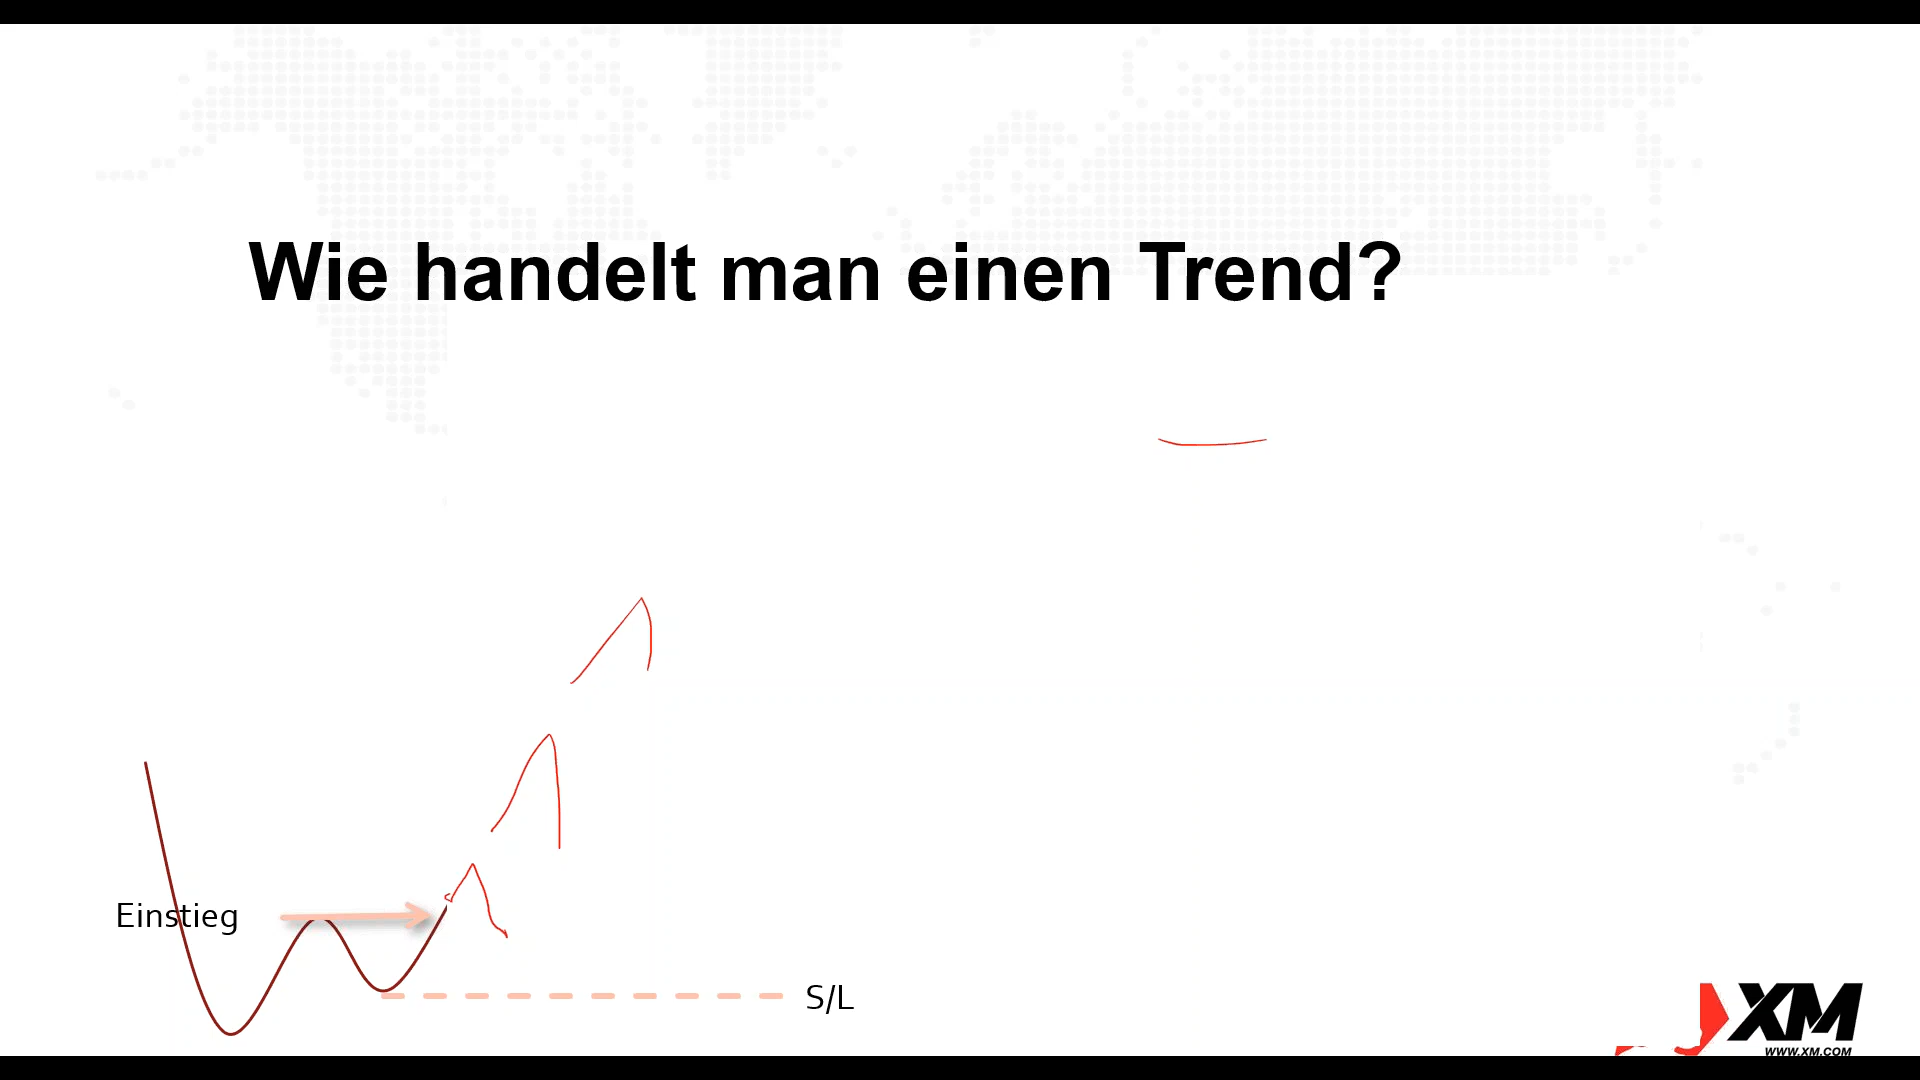 Wie handelt man einen Trend?
Einstieg
S/L
XM
WWW.XM.COM